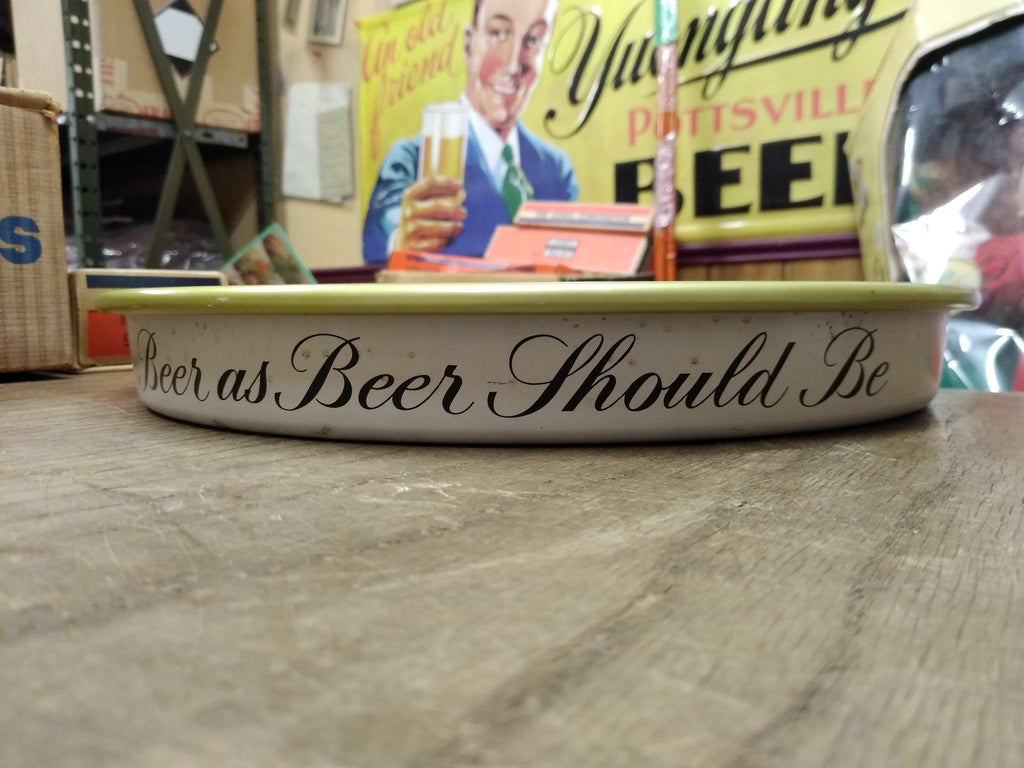 An old
friend
Yuengling
POTTSVILLE
BEER
S
Beer as Beer Should Be